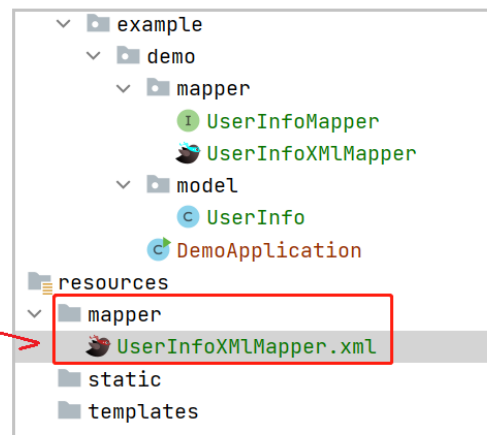 example
demo
mapper
I UserInfoMapper
UserInfoXMlMapper
model
C UserInfo
C DemoApplication
resources
mapper
UserInfoXMlMapper.xml
static
templates